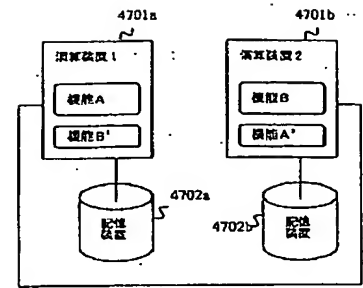 4701a
4701b
演算装置1
演算装置2
機能A
機能B
機能B'
機能A'
4702a
4702b
記憶
装置
記憶
装置